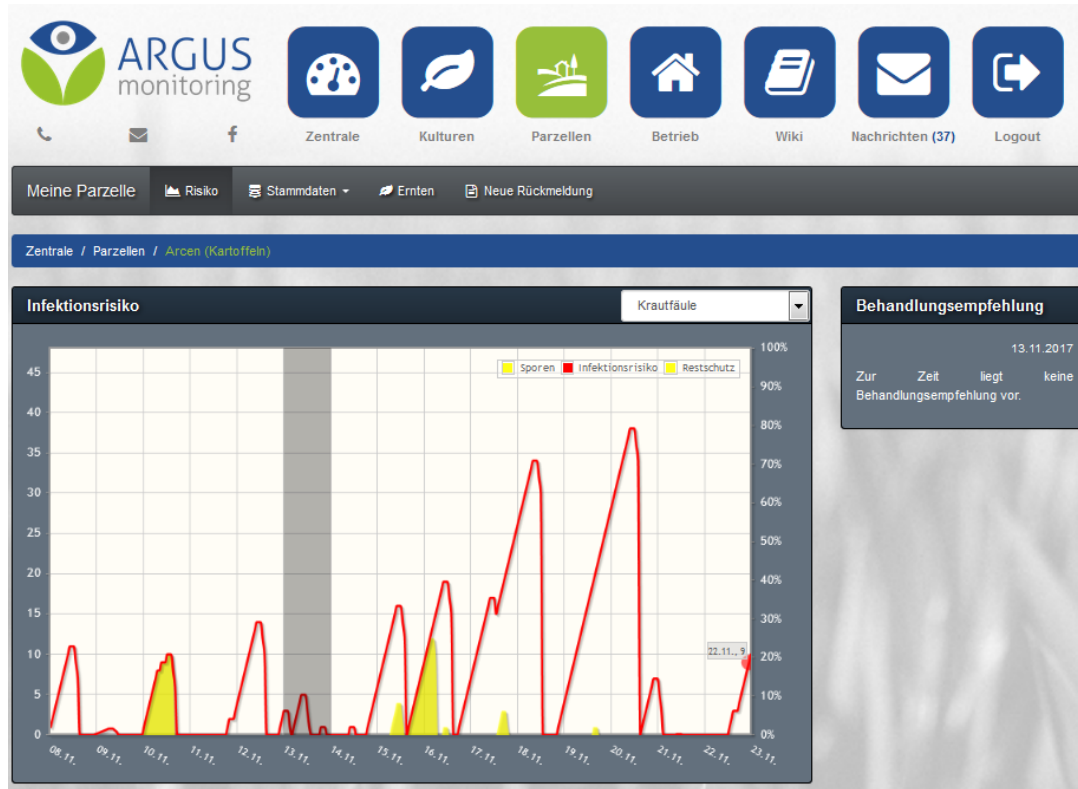 ARGUS
monitoring
Zentrale Kulturen Parzellen Betrieb Wiki Nachrichten (37) Logout
Meine Parzelle Risiko Stammdaten Ernten Neue Rückmeldung
Zentrale / Parzellen / Arcen (Kartoffeln)
Infektionsrisiko Krautfäule
Sporen Infektionsrisiko Restschutz
45
40
35
30
25
20
15
10
5
0
100%
90%
80%
70%
60%
50%
40%
30%
20%
10%
0%
22.11., 9
08.11. 09.11. 10.11. 11.11. 12.11. 13.11. 14.11. 15.11. 16.11. 17.11. 18.11. 19.11. 20.11. 21.11. 22.11. 23.11.
Behandlungsempfehlung
13.11.2017
Zur Zeit liegt keine
Behandlungsempfehlung vor.